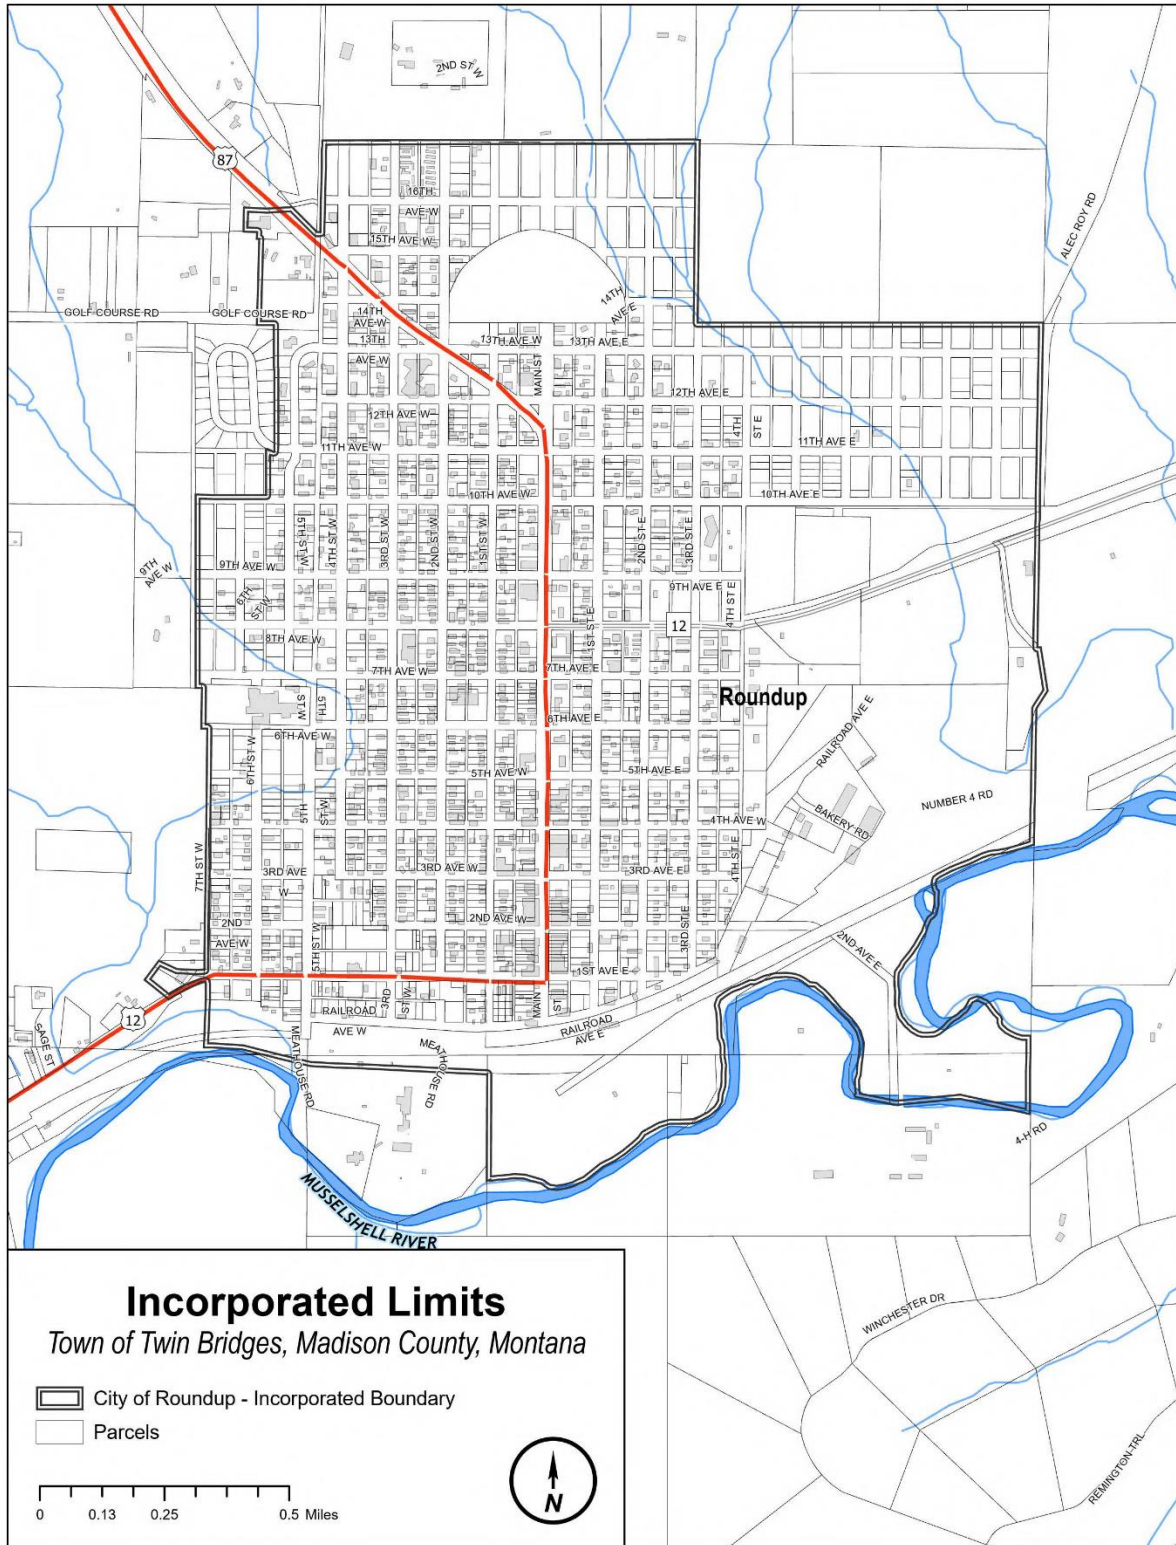 2ND ST W
87
16TH
AVE W
15TH AVE W
ALEC ROY RD
GOLF COURSE RD
GOLF COURSE RD
14TH
AVE E
14TH
AVE W
13TH
AVE W
13TH AVE W
13TH AVE E
MAIN ST
12TH AVE E
12TH AVE W
4TH
ST E
11TH AVE W
11TH AVE E
10TH AVE W
10TH AVE E
5TH ST W
4TH ST W
3RD ST W
2ND ST W
1ST ST W
2ND ST E
3RD ST E
9TH
AVE W
9TH AVE W
9TH AVE E
6TH
ST W
4TH ST E
1ST ST E
12
8TH AVE W
7TH AVE W
7TH AVE E
Roundup
5TH
ST W
6TH AVE E
RAILROAD AVE E
6TH AVE W
6TH ST W
5TH AVE W
5TH AVE E
NUMBER 4 RD
5TH
ST W
4TH AVE W
BAKERY RD
4TH ST E
7TH ST W
3RD AVE
W
3RD AVE W
3RD AVE E
2ND
AVE W
2ND AVE W
3RD ST E
2ND AVE E
5TH ST W
1ST AVE E
12
SAGE ST
RAILROAD
AVE W
3RD
ST W
MAIN
ST
RAILROAD
AVE E
MEATHOUSE RD
MEATHOUSE RD
4-H RD
MUSSELSHELL RIVER
WINCHESTER DR
REMINGTON TRL
Incorporated Limits
Town of Twin Bridges, Madison County, Montana
City of Roundup - Incorporated Boundary
Parcels
0 0.13 0.25 0.5 Miles
N